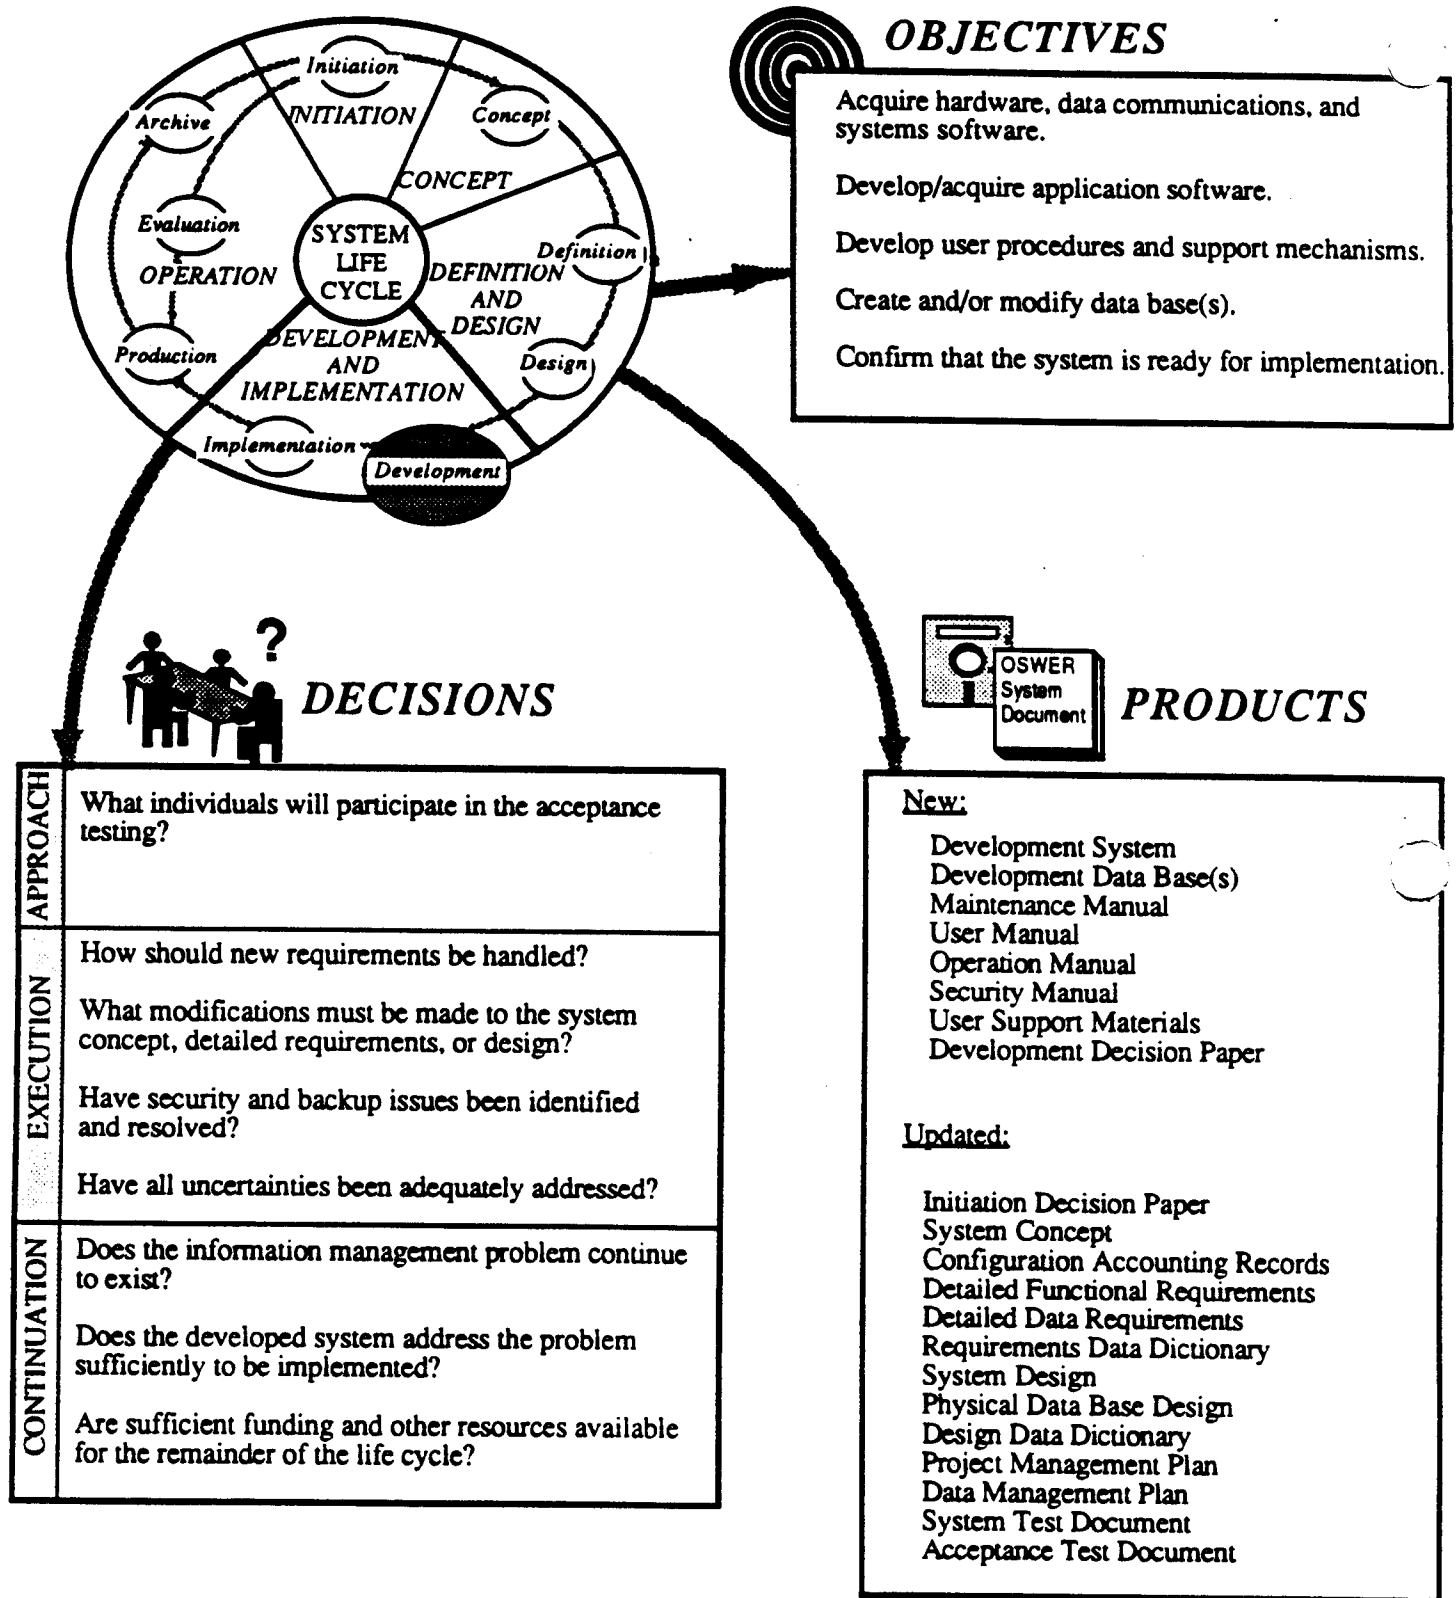 Initiation
INITIATION
Archive
Concept
CONCEPT
Evaluation
OPERATION
SYSTEM
LIFE
CYCLE
Definition
DEFINITION
AND
DESIGN
Production
DEVELOPMENT
AND
IMPLEMENTATION
Design
Implementation
Development
OBJECTIVES
Acquire hardware, data communications, and
systems software.
Develop/acquire application software.
Develop user procedures and support mechanisms.
Create and/or modify data base(s).
Confirm that the system is ready for implementation.
?
DECISIONS
APPROACH
What individuals will participate in the acceptance
testing?
EXECUTION
How should new requirements be handled?
What modifications must be made to the system
concept, detailed requirements, or design?
Have security and backup issues been identified
and resolved?
Have all uncertainties been adequately addressed?
CONTINUATION
Does the information management problem continue
to exist?
Does the developed system address the problem
sufficiently to be implemented?
Are sufficient funding and other resources available
for the remainder of the life cycle?
OSWER
System
Document
PRODUCTS
New:
Development System
Development Data Base(s)
Maintenance Manual
User Manual
Operation Manual
Security Manual
User Support Materials
Development Decision Paper
Updated:
Initiation Decision Paper
System Concept
Configuration Accounting Records
Detailed Functional Requirements
Detailed Data Requirements
Requirements Data Dictionary
System Design
Physical Data Base Design
Design Data Dictionary
Project Management Plan
Data Management Plan
System Test Document
Acceptance Test Document